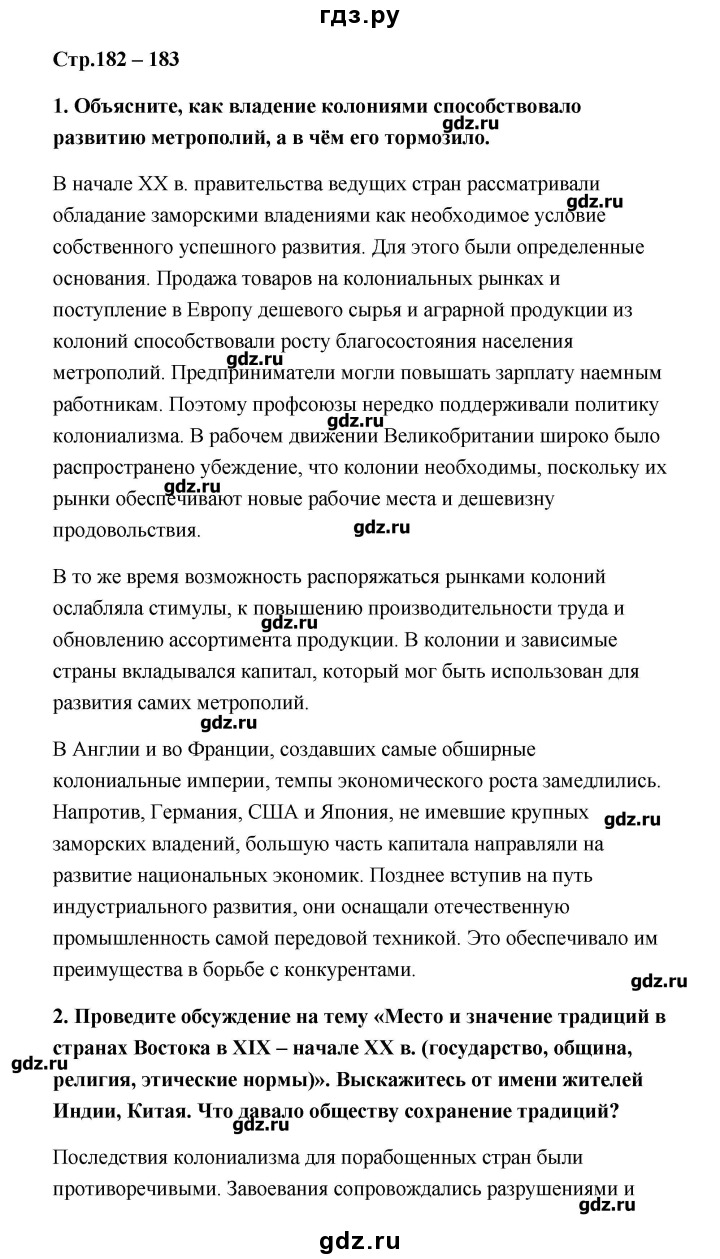 гдз.ру
Стр.182 – 183
1. Объясните, как владение колониями способствовало
gdz.ru
развитию метрополий, а в чём его тормозило.
В начале XX в. правительства ведущих стран рассматривали
gdz.ru
обладание заморскими владениями как необходимое условие
собственного успешного развития. Для этого были определенные
основания. Продажа товаров на колониальных рынках и
поступление в Европу дешевого сырья и аграрной продукции из
колоний способствовали росту благосостояния населения
gdz.ru
метрополий. Предприниматели могли повышать зарплату наемным
работникам. Поэтому профсоюзы нередко поддерживали политику
gdz.ru
колониализма. В рабочем движении Великобритании широко было
распространено убеждение, что колонии необходимы, поскольку их
gdz.ru
рынки обеспечивают новые рабочие места и дешевизну
продовольствия.
gdz.ru
В то же время возможность распоряжаться рынками колоний
ослабляла стимулы, к повышению производительности труда и
gdz.ru
обновлению ассортимента продукции. В колонии и зависимые
страны вкладывался капитал, который мог быть использован для
развития самих метрополий.
gdz.ru
В Англии и во Франции, создавших самые обширные
колониальные империи, темпы экономического роста замедлились.
Напротив, Германия, США и Япония, не имевшие крупных
gdz.ru
заморских владений, большую часть капитала направляли на
развитие национальных экономик. Позднее вступив на путь
индустриального развития, они оснащали отечественную
промышленность самой передовой техникой. Это обеспечивало им
преимущества в борьбе с конкурентами.
gdz.ru
2. Проведите обсуждение на тему «Место и значение традиций в
странах Востока в XIX – начале XX в. (государство, община,
gdz.ru
религия, этические нормы)». Выскажитесь от имени жителей
Индии, Китая. Что давало обществу сохранение традиций?
gdz.ru
Последствия колониализма для порабощенных стран были
противоречивыми. Завоевания сопровождались разрушениями и
gdz.ru
gdz.ru